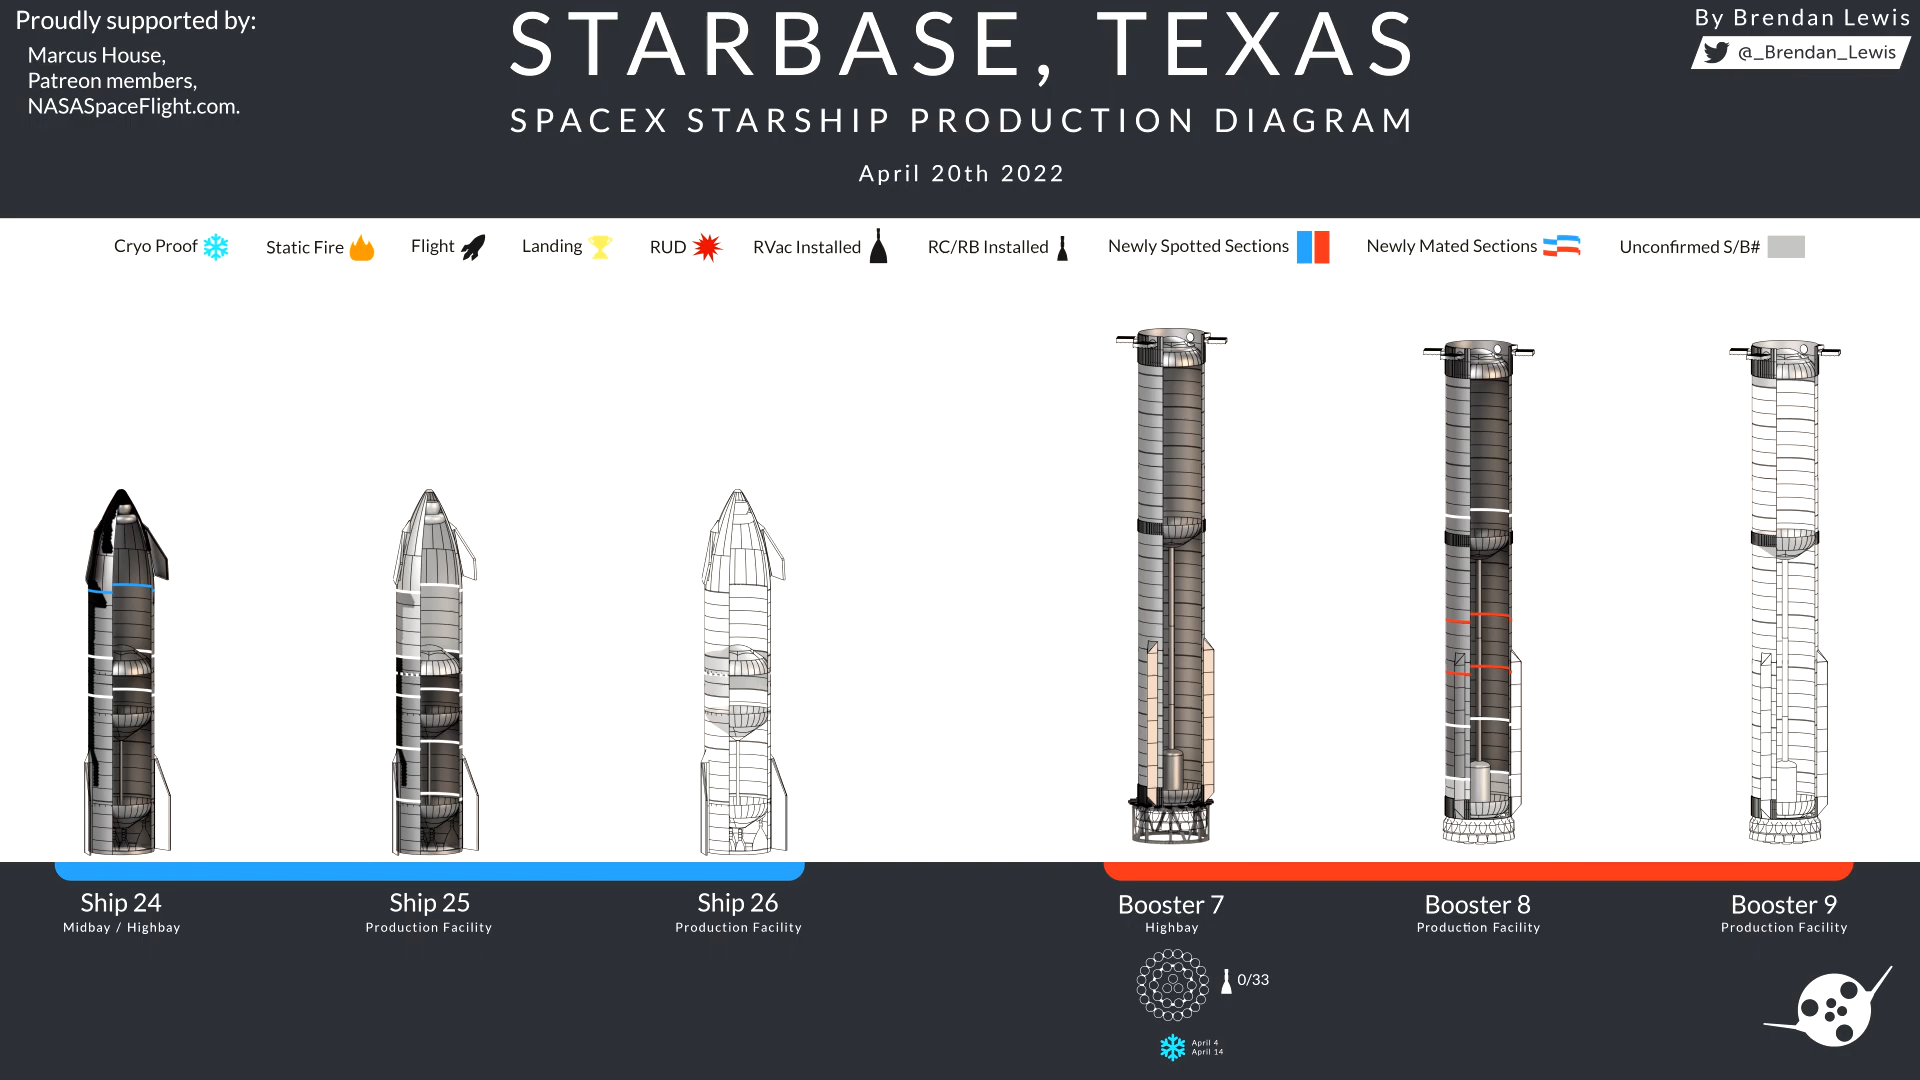 Proudly supported by:
Marcus House,
Patreon members,
NASASpaceFlight.com.
STARBASE, TEXAS
SPACEX STARSHIP PRODUCTION DIAGRAM
April 20th 2022
By Brendan Lewis
@_Brendan_Lewis
Cryo Proof
Static Fire
Flight
Landing
RUD
RVac Installed
RC/RB Installed
Newly Spotted Sections
Newly Mated Sections
Unconfirmed S/B#
Ship 24
Midbay / Highbay
Ship 25
Production Facility
Ship 26
Production Facility
Booster 7
Highbay
0/33
April 4
April 14
Booster 8
Production Facility
Booster 9
Production Facility